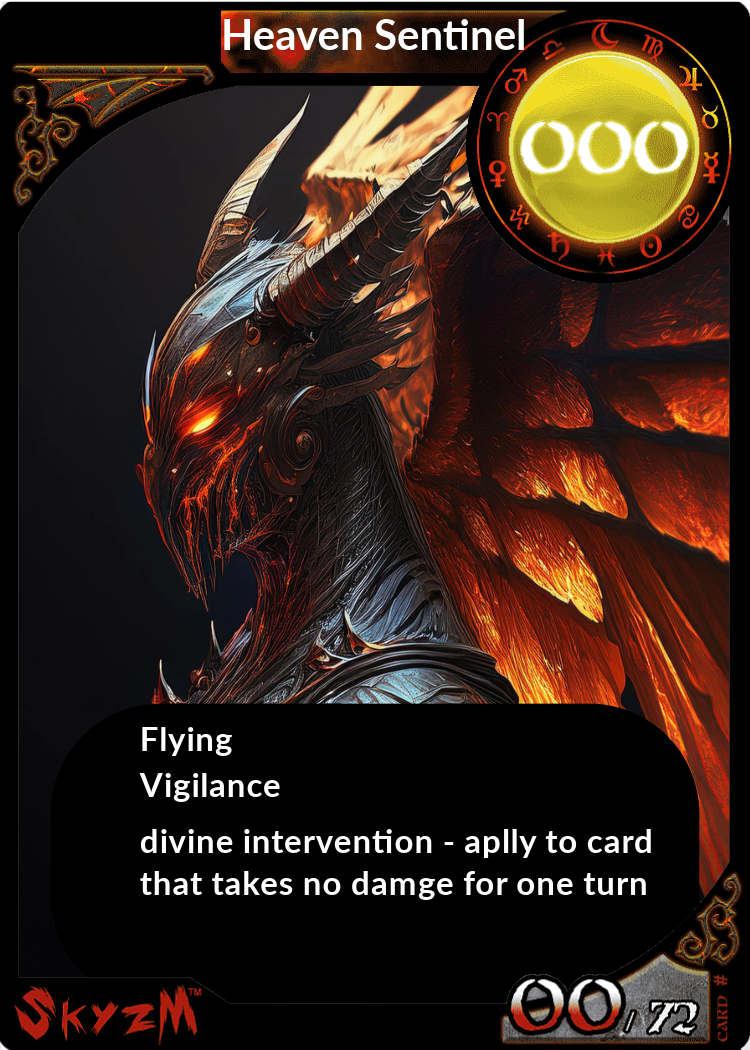 Heaven Sentinel
000
Flying
Vigilance
divine intervention - aplly to card
that takes no damge for one turn
SKYZM™
00/72
CARD #